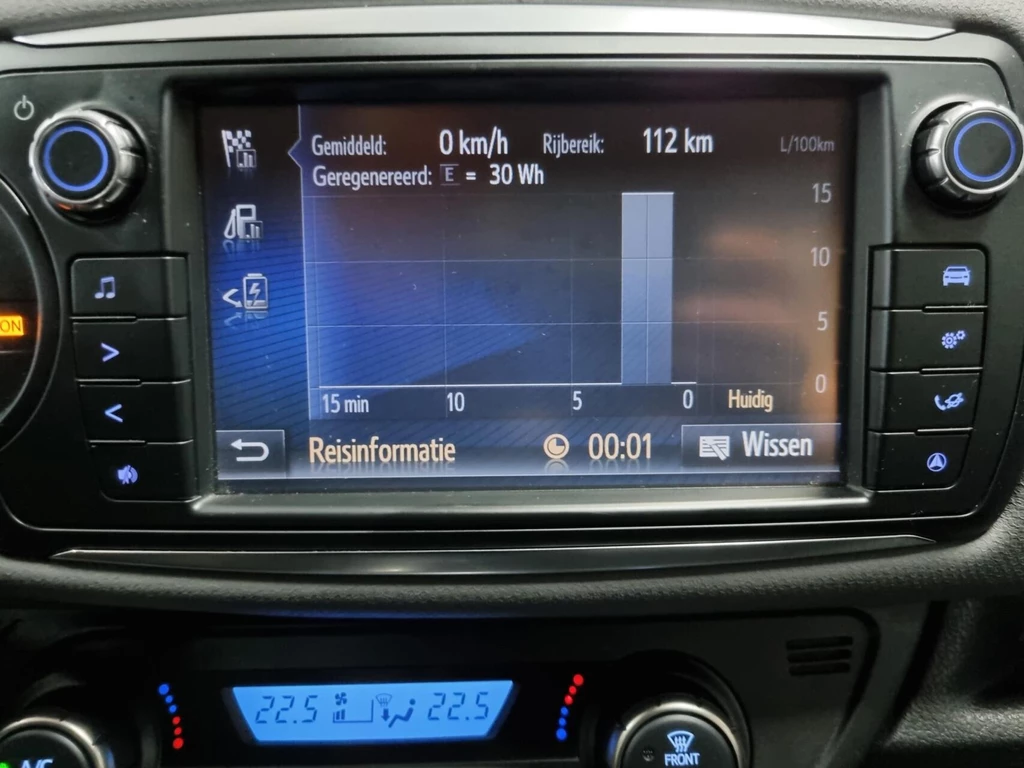 Gemiddeld: 0 km/h Rijbereik: 112 km L/100km
Geregenereerd: E = 30 Wh
15
10
5
0
15 min 10 5 0 Huidig
Reisinformatie 00:01 Wissen
ON
22.5 22.5
A/C
FRONT